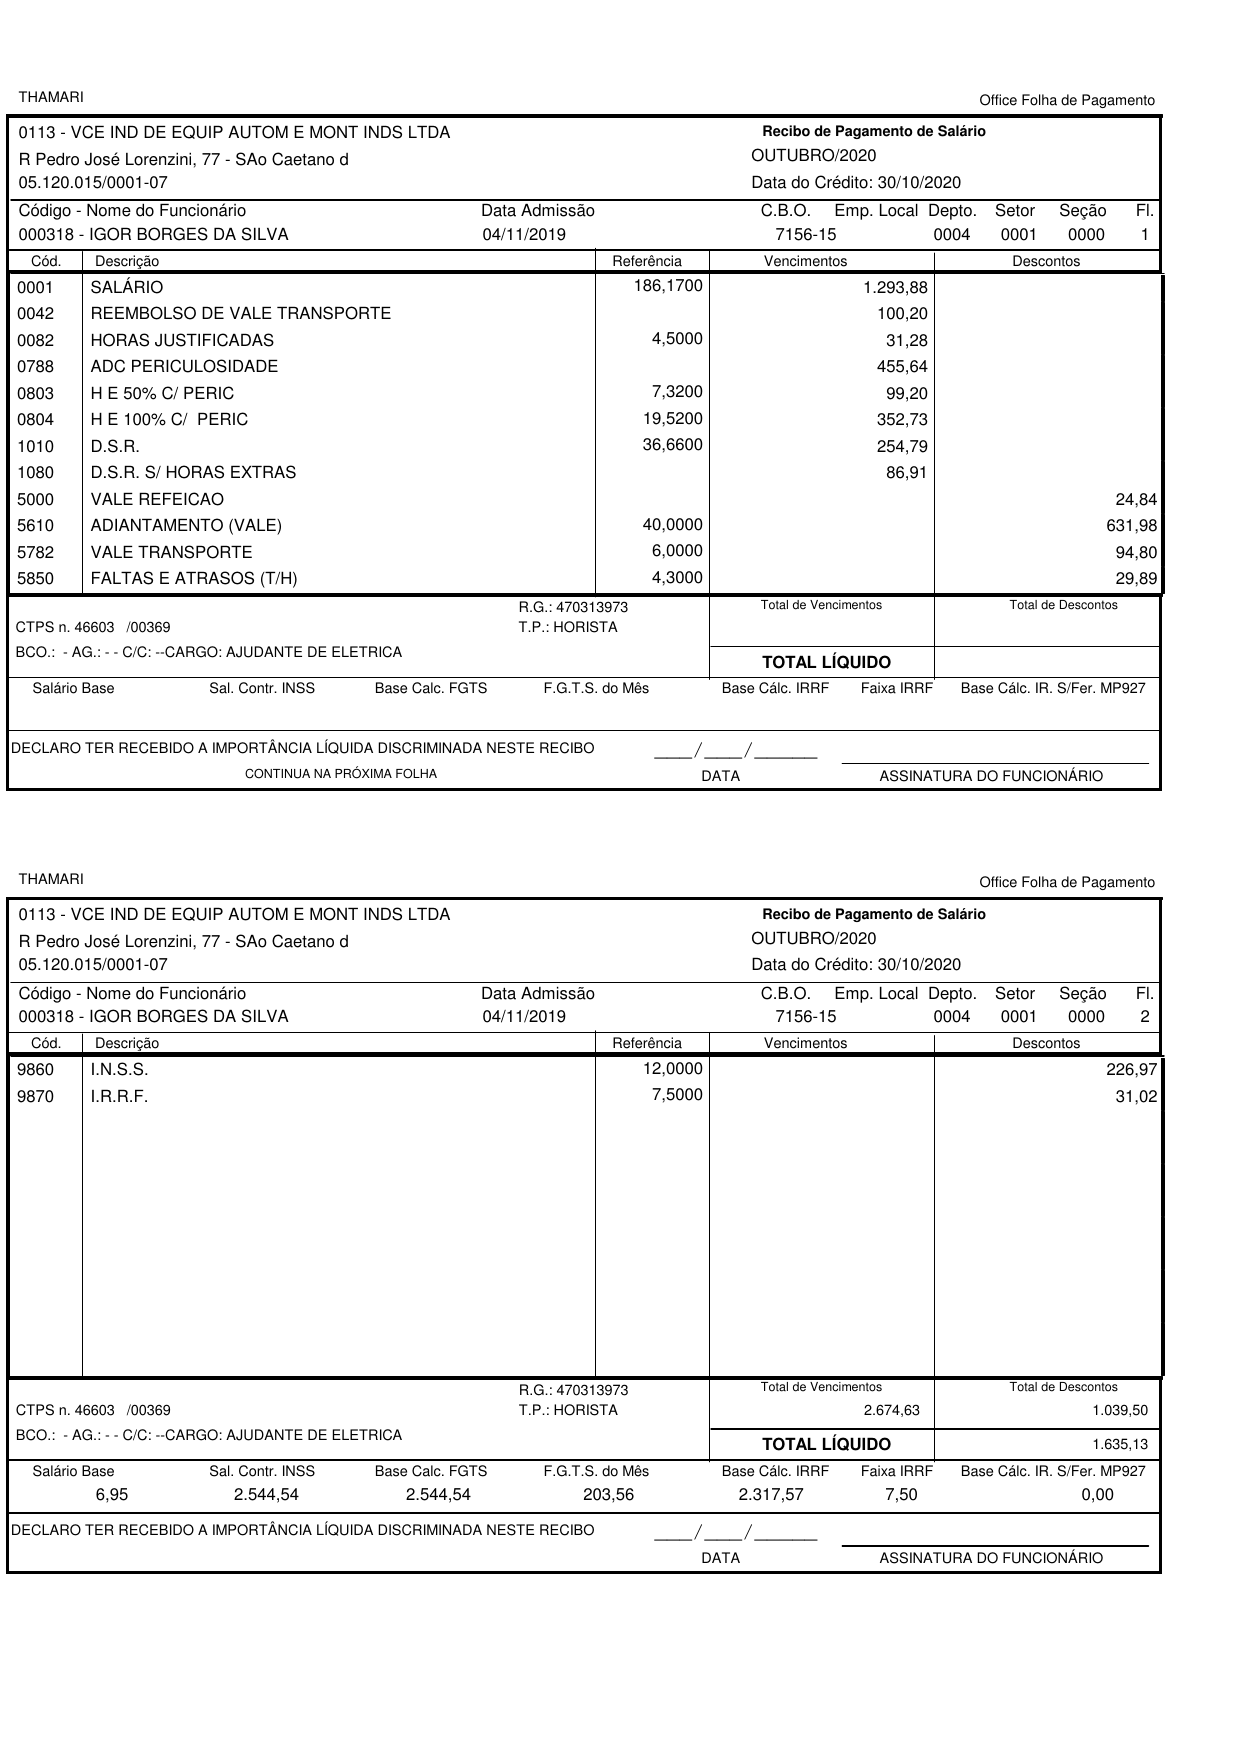 THAMARI
Office Folha de Pagamento
0113 - VCE IND DE EQUIP AUTOM E MONT INDS LTDA Recibo de Pagamento de Salário
R Pedro José Lorenzini, 77 - SAo Caetano d OUTUBRO/2020
05.120.015/0001-07 Data do Crédito: 30/10/2020
Código - Nome do Funcionário Data Admissão C.B.O. Emp. Local Depto. Setor Seção Fl.
000318 - IGOR BORGES DA SILVA 04/11/2019 7156-15 0004 0001 0000 1
Cód. Descrição Referência Vencimentos Descontos
0001 SALÁRIO 186,1700 1.293,88
0042 REEMBOLSO DE VALE TRANSPORTE 100,20
0082 HORAS JUSTIFICADAS 4,5000 31,28
0788 ADC PERICULOSIDADE 455,64
0803 H E 50% C/ PERIC 7,3200 99,20
0804 H E 100% C/ PERIC 19,5200 352,73
1010 D.S.R. 36,6600 254,79
1080 D.S.R. S/ HORAS EXTRAS 86,91
5000 VALE REFEICAO 24,84
5610 ADIANTAMENTO (VALE) 40,0000 631,98
5782 VALE TRANSPORTE 6,0000 94,80
5850 FALTAS E ATRASOS (T/H) 4,3000 29,89
R.G.: 470313973 Total de Vencimentos Total de Descontos
CTPS n. 46603 /00369 T.P.: HORISTA
BCO.: - AG.: - - C/C: --CARGO: AJUDANTE DE ELETRICA
TOTAL LÍQUIDO
Salário Base Sal. Contr. INSS Base Calc. FGTS F.G.T.S. do Mês Base Cálc. IRRF Faixa IRRF Base Cálc. IR. S/Fer. MP927
DECLARO TER RECEBIDO A IMPORTÂNCIA LÍQUIDA DISCRIMINADA NESTE RECIBO ____/____/_______
CONTINUA NA PRÓXIMA FOLHA DATA ASSINATURA DO FUNCIONÁRIO
THAMARI
Office Folha de Pagamento
0113 - VCE IND DE EQUIP AUTOM E MONT INDS LTDA Recibo de Pagamento de Salário
R Pedro José Lorenzini, 77 - SAo Caetano d OUTUBRO/2020
05.120.015/0001-07 Data do Crédito: 30/10/2020
Código - Nome do Funcionário Data Admissão C.B.O. Emp. Local Depto. Setor Seção Fl.
000318 - IGOR BORGES DA SILVA 04/11/2019 7156-15 0004 0001 0000 2
Cód. Descrição Referência Vencimentos Descontos
9860 I.N.S.S. 12,0000 226,97
9870 I.R.R.F. 7,5000 31,02
R.G.: 470313973 Total de Vencimentos Total de Descontos
CTPS n. 46603 /00369 T.P.: HORISTA 2.674,63 1.039,50
BCO.: - AG.: - - C/C: --CARGO: AJUDANTE DE ELETRICA
TOTAL LÍQUIDO 1.635,13
Salário Base Sal. Contr. INSS Base Calc. FGTS F.G.T.S. do Mês Base Cálc. IRRF Faixa IRRF Base Cálc. IR. S/Fer. MP927
6,95 2.544,54 2.544,54 203,56 2.317,57 7,50 0,00
DECLARO TER RECEBIDO A IMPORTÂNCIA LÍQUIDA DISCRIMINADA NESTE RECIBO ____/____/_______
DATA ASSINATURA DO FUNCIONÁRIO